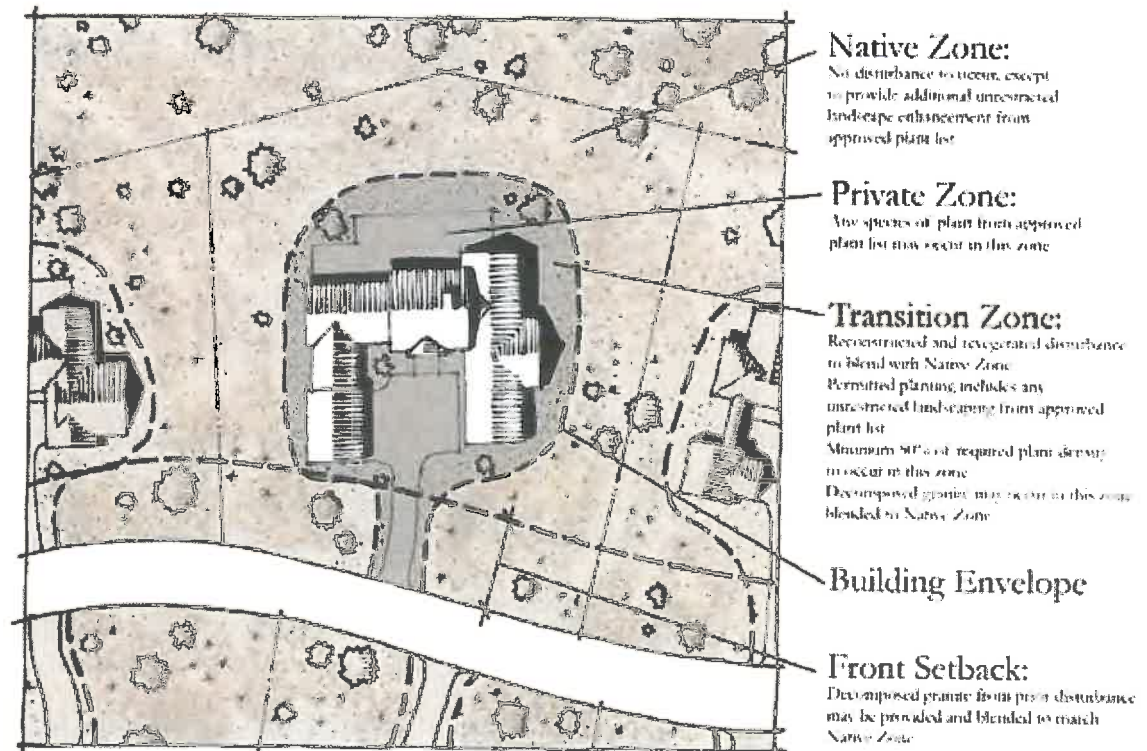 Native Zone:
No disturbance to occur, except
to provide additional unrestricted
landscape enhancement from
approved plant list
Private Zone:
Any species of plant from approved
plant list may occur in this zone
Transition Zone:
Reconstructed and revegetated disturbance
to blend with Native Zone
Permitted planting includes any
unrestricted landscaping from approved
plant list
Minimum 50% of required plant density
to occur in this zone
Decomposed granite may occur in this zone
blended to Native Zone
Building Envelope
Front Setback:
Decomposed granite from prior disturbance
may be provided and blended to match
Native Zone